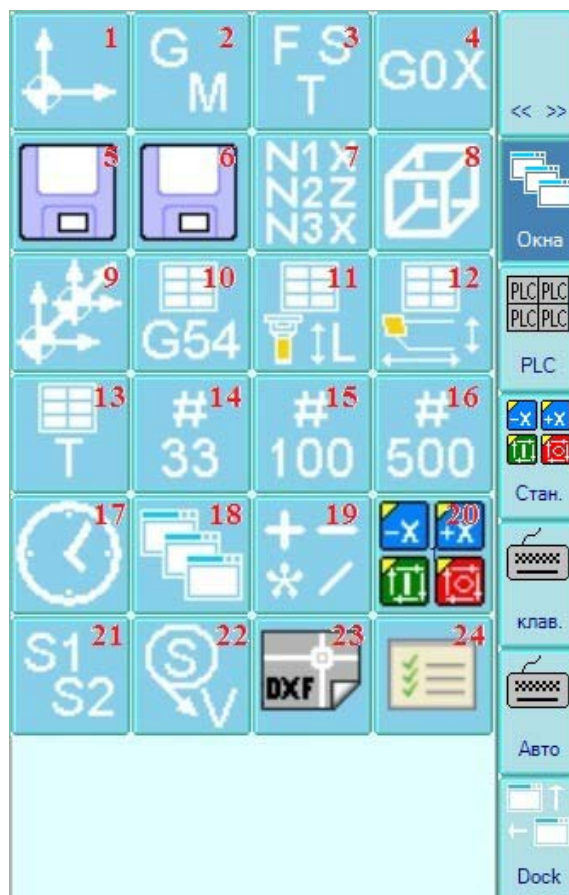 1
G
M
2
F S
T
3
G0X
4
<< >>
5
6
N1X
N2Z
N3X
7
8
Окна
9
G54
10
L
11
12
PLC PLC
PLC PLC
PLC
T
13
#
33
14
#
100
15
#
500
16
-X +X
Стан.
17
18
+ −
* /
19
-X +X
20
клав.
S1
S2
21
S
V
22
DXF
23
24
Авто
Dock